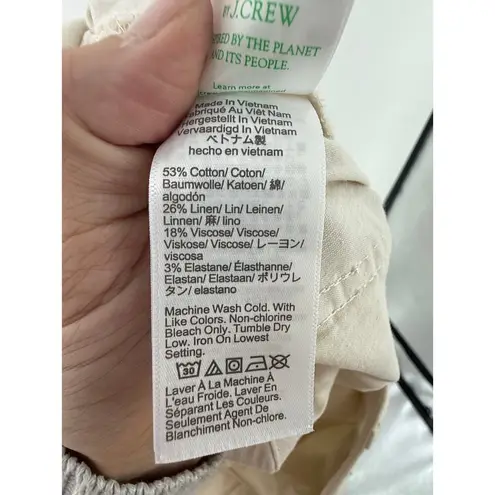 BY J.CREW
BY THE PLANET
AND ITS PEOPLE.
Learn more at
Made In Vietnam
Fabriqué Au Viêt Nam
Hergestellt In Vietnam
Vervaardigd In Vietnam
ベトナム製
hecho en vietnam
53% Cotton/ Coton/
Baumwolle/ Katoen/ 綿/
algodón
26% Linen/ Lin/ Leinen/
Linnen/ 麻/ lino
18% Viscose/ Viscose/
Viskose/ Viscose/ レーヨン/
viscosa
3% Elastane/ Élasthanne/
Elastan/ Elastaan/ ポリウレ
タン/ elastano
Machine Wash Cold. With
Like Colors. Non-chlorine
Bleach Only. Tumble Dry
Low. Iron On Lowest
Setting.
30
Laver À La Machine À
L'eau Froide. Laver En
Séparant Les Couleurs.
Seulement Agent De
Blanchiment Non-chlore.